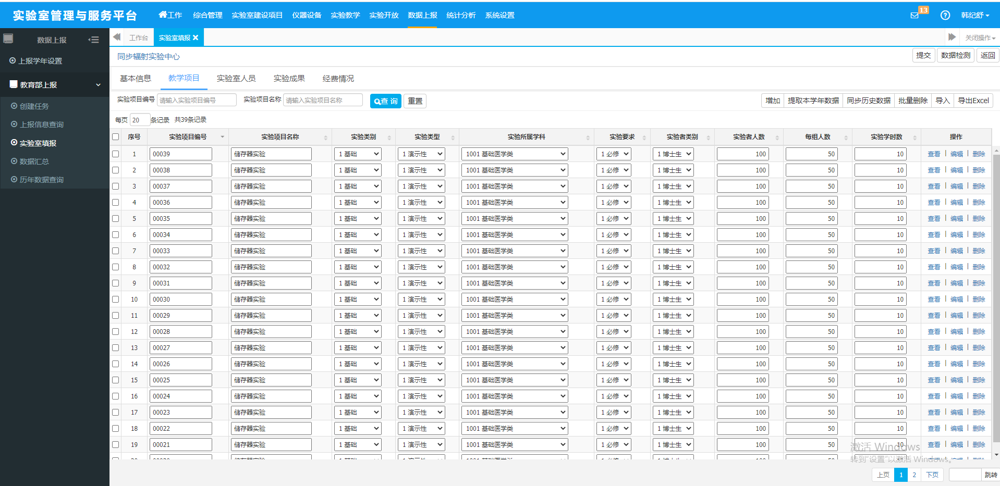 实验室管理与服务平台 工作 综合管理 实验室建设项目 仪器设备 实验教学 实验开放 数据上报 统计分析 系统设置 13 韩纪舒
数据上报
上报学年设置
教育部上报
创建任务
上报信息查询
实验室填报
数据汇总
历年数据查询
工作台 实验室填报 关闭操作
同步辐射实验中心 提交 数据检测 返回
基本信息 教学项目 实验室人员 实验成果 经费情况
实验项目编号 请输入实验项目编号 实验项目名称 请输入实验项目名称 查 询 重置 增加 提取本学年数据 同步历史数据 批量删除 导入 导出Excel
每页 20 条记录 共39条记录
序号 实验项目编号 实验项目名称 实验类别 实验类型 实验所属学科 实验要求 实验者类别 实验者人数 每组人数 实验学时数 操作
1 00039 储存器实验 1 基础 1 演示性 1001 基础医学类 1 必修 1 博士生 100 50 10 查看 | 编辑 | 删除
2 00038 储存器实验 1 基础 1 演示性 1001 基础医学类 1 必修 1 博士生 100 50 10 查看 | 编辑 | 删除
3 00037 储存器实验 1 基础 1 演示性 1001 基础医学类 1 必修 1 博士生 100 50 10 查看 | 编辑 | 删除
4 00036 储存器实验 1 基础 1 演示性 1001 基础医学类 1 必修 1 博士生 100 50 10 查看 | 编辑 | 删除
5 00035 储存器实验 1 基础 1 演示性 1001 基础医学类 1 必修 1 博士生 100 50 10 查看 | 编辑 | 删除
6 00034 储存器实验 1 基础 1 演示性 1001 基础医学类 1 必修 1 博士生 100 50 10 查看 | 编辑 | 删除
7 00033 储存器实验 1 基础 1 演示性 1001 基础医学类 1 必修 1 博士生 100 50 10 查看 | 编辑 | 删除
8 00032 储存器实验 1 基础 1 演示性 1001 基础医学类 1 必修 1 博士生 100 50 10 查看 | 编辑 | 删除
9 00031 储存器实验 1 基础 1 演示性 1001 基础医学类 1 必修 1 博士生 100 50 10 查看 | 编辑 | 删除
10 00030 储存器实验 1 基础 1 演示性 1001 基础医学类 1 必修 1 博士生 100 50 10 查看 | 编辑 | 删除
11 00029 储存器实验 1 基础 1 演示性 1001 基础医学类 1 必修 1 博士生 100 50 10 查看 | 编辑 | 删除
12 00028 储存器实验 1 基础 1 演示性 1001 基础医学类 1 必修 1 博士生 100 50 10 查看 | 编辑 | 删除
13 00027 储存器实验 1 基础 1 演示性 1001 基础医学类 1 必修 1 博士生 100 50 10 查看 | 编辑 | 删除
14 00026 储存器实验 1 基础 1 演示性 1001 基础医学类 1 必修 1 博士生 100 50 10 查看 | 编辑 | 删除
15 00025 储存器实验 1 基础 1 演示性 1001 基础医学类 1 必修 1 博士生 100 50 10 查看 | 编辑 | 删除
16 00024 储存器实验 1 基础 1 演示性 1001 基础医学类 1 必修 1 博士生 100 50 10 查看 | 编辑 | 删除
17 00023 储存器实验 1 基础 1 演示性 1001 基础医学类 1 必修 1 博士生 100 50 10 查看 | 编辑 | 删除
18 00022 储存器实验 1 基础 1 演示性 1001 基础医学类 1 必修 1 博士生 100 50 10 查看 | 编辑 | 删除
19 00021 储存器实验 1 基础 1 演示性 1001 基础医学类 1 必修 1 博士生 100 50 10 查看 | 编辑 | 删除
激活 Windows
转到"设置"以激活 Windows。
上页 1 2 下页 跳转